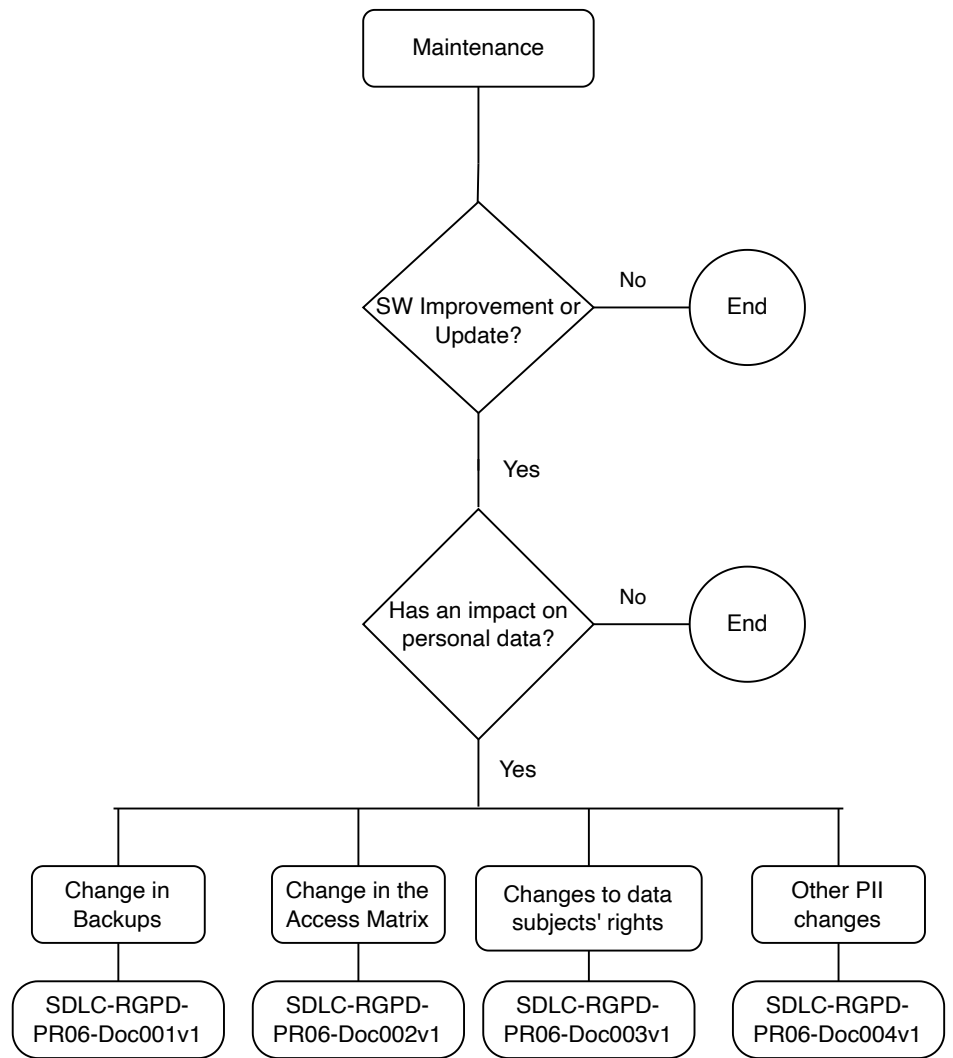 Maintenance
SW Improvement or
Update?
No
End
Yes
Has an impact on
personal data?
No
End
Yes
Change in
Backups
Change in the
Access Matrix
Changes to data
subjects' rights
Other PII
changes
SDLC-RGPD-
PR06-Doc001v1
SDLC-RGPD-
PR06-Doc002v1
SDLC-RGPD-
PR06-Doc003v1
SDLC-RGPD-
PR06-Doc004v1